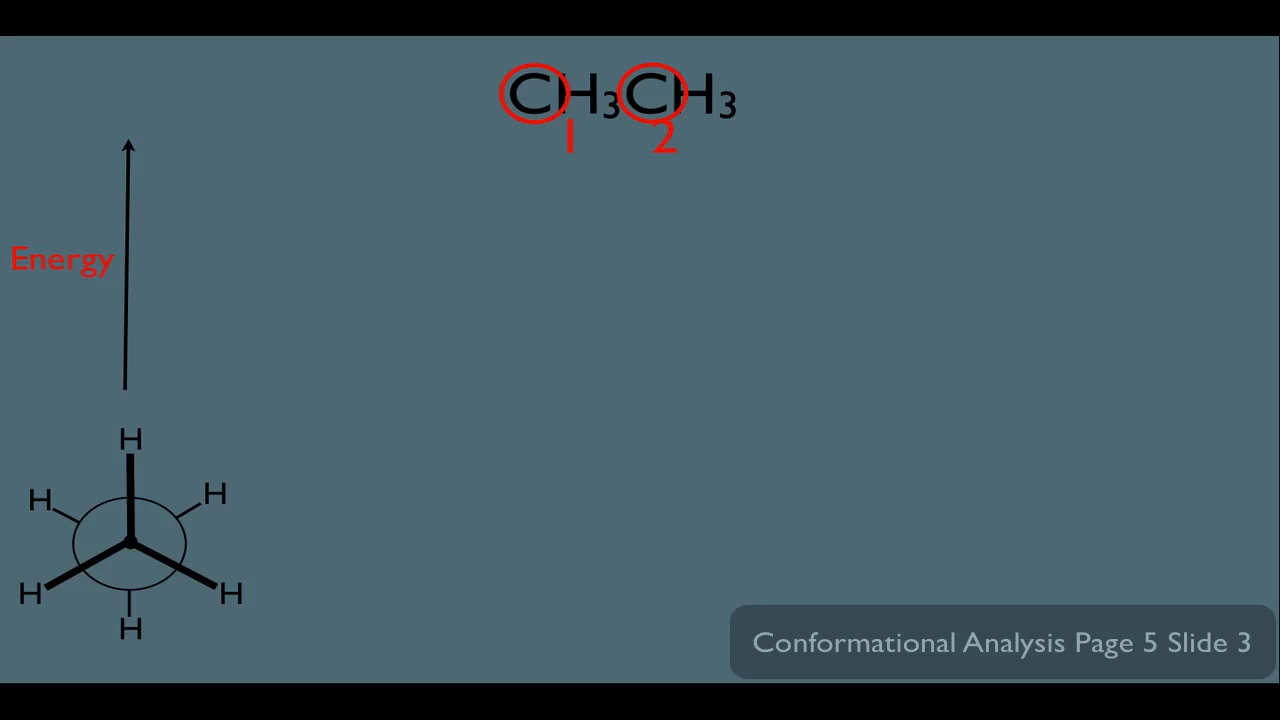 CH₃CH₃
1 2
Energy
H
H H
H H
H
Conformational Analysis Page 5 Slide 3